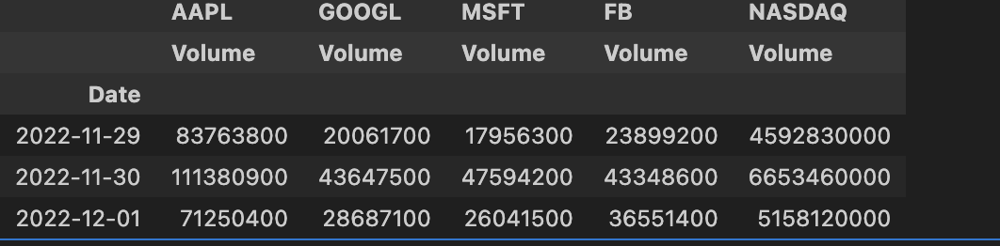 AAPL GOOGL MSFT FB NASDAQ
Volume Volume Volume Volume Volume
Date
2022-11-29 83763800 20061700 17956300 23899200 4592830000
2022-11-30 111380900 43647500 47594200 43348600 6653460000
2022-12-01 71250400 28687100 26041500 36551400 5158120000